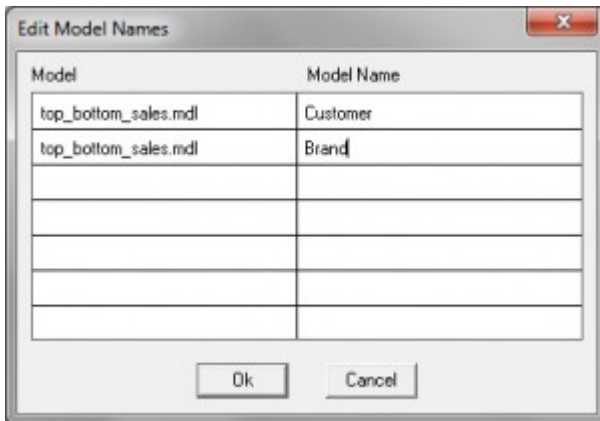 Edit Model Names
Model Model Name
top_bottom_sales.mdl Customer
top_bottom_sales.mdl Brand
Ok Cancel